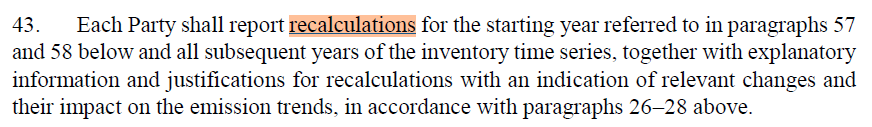 43. Each Party shall report recalculations for the starting year referred to in paragraphs 57
and 58 below and all subsequent years of the inventory time series, together with explanatory
information and justifications for recalculations with an indication of relevant changes and
their impact on the emission trends, in accordance with paragraphs 26–28 above.